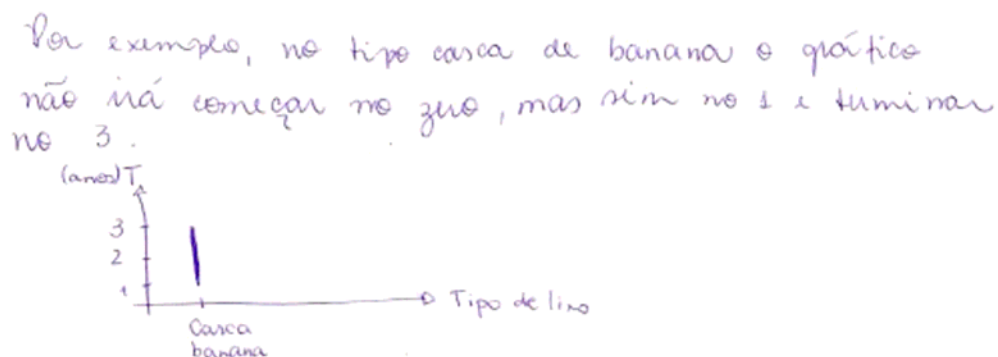 Por exemplo, no tipo casca de banana o gráfico
não irá começar no zero, mas sim no 1 e terminar
no 3.
(anos) T
3
2
1
Tipo de lixo
Casca
banana